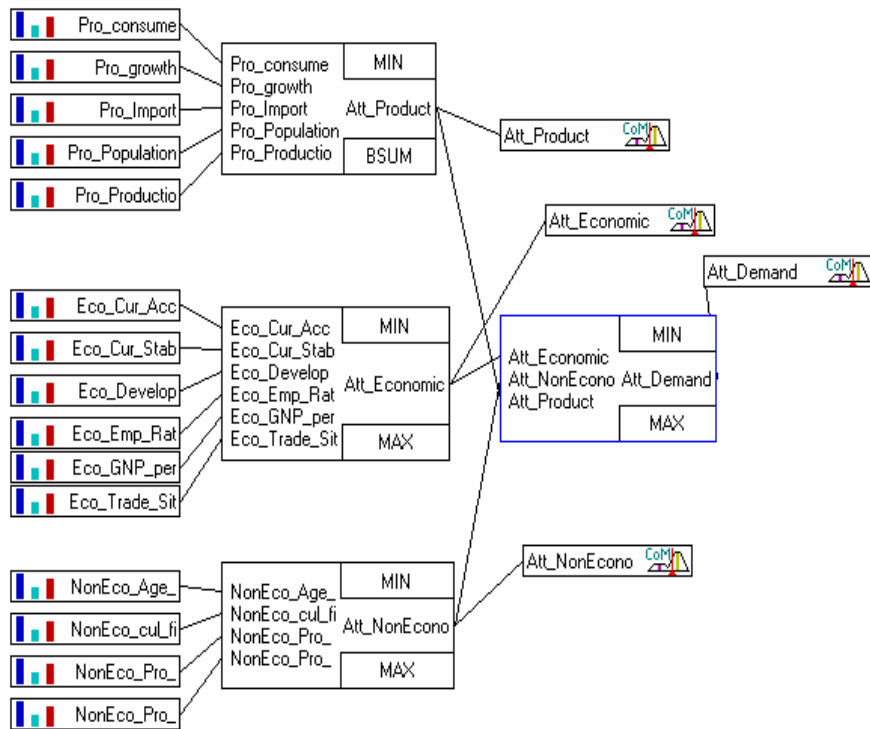 Pro_consume
Pro_growth
Pro_Import
Pro_Population
Pro_Productio
Pro_consume
Pro_growth
Pro_Import
Pro_Population
Pro_Productio
MIN
Att_Product
BSUM
Att_Product CoM
Att_Economic CoM
Att_Demand CoM
Eco_Cur_Acc
Eco_Cur_Stab
Eco_Develop
Eco_Emp_Rat
Eco_GNP_per
Eco_Trade_Sit
Eco_Cur_Acc
Eco_Cur_Stab
Eco_Develop
Eco_Emp_Rat
Eco_GNP_per
Eco_Trade_Sit
MIN
Att_Economic
MAX
Att_Economic
Att_NonEcono
Att_Product
MIN
Att_Demand
MAX
NonEco_Age_
NonEco_cul_fi
NonEco_Pro_
NonEco_Pro_
NonEco_Age_
NonEco_cul_fi
NonEco_Pro_
NonEco_Pro_
MIN
Att_NonEcono
MAX
Att_NonEcono CoM